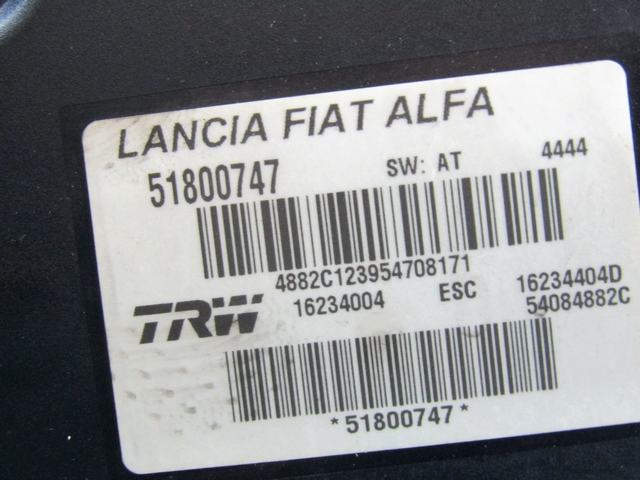 LANCIA FIAT ALFA
51800747 SW: AT 4444
4882C123954708171
TRW 16234004 ESC 16234404D
54084882C
*51800747*